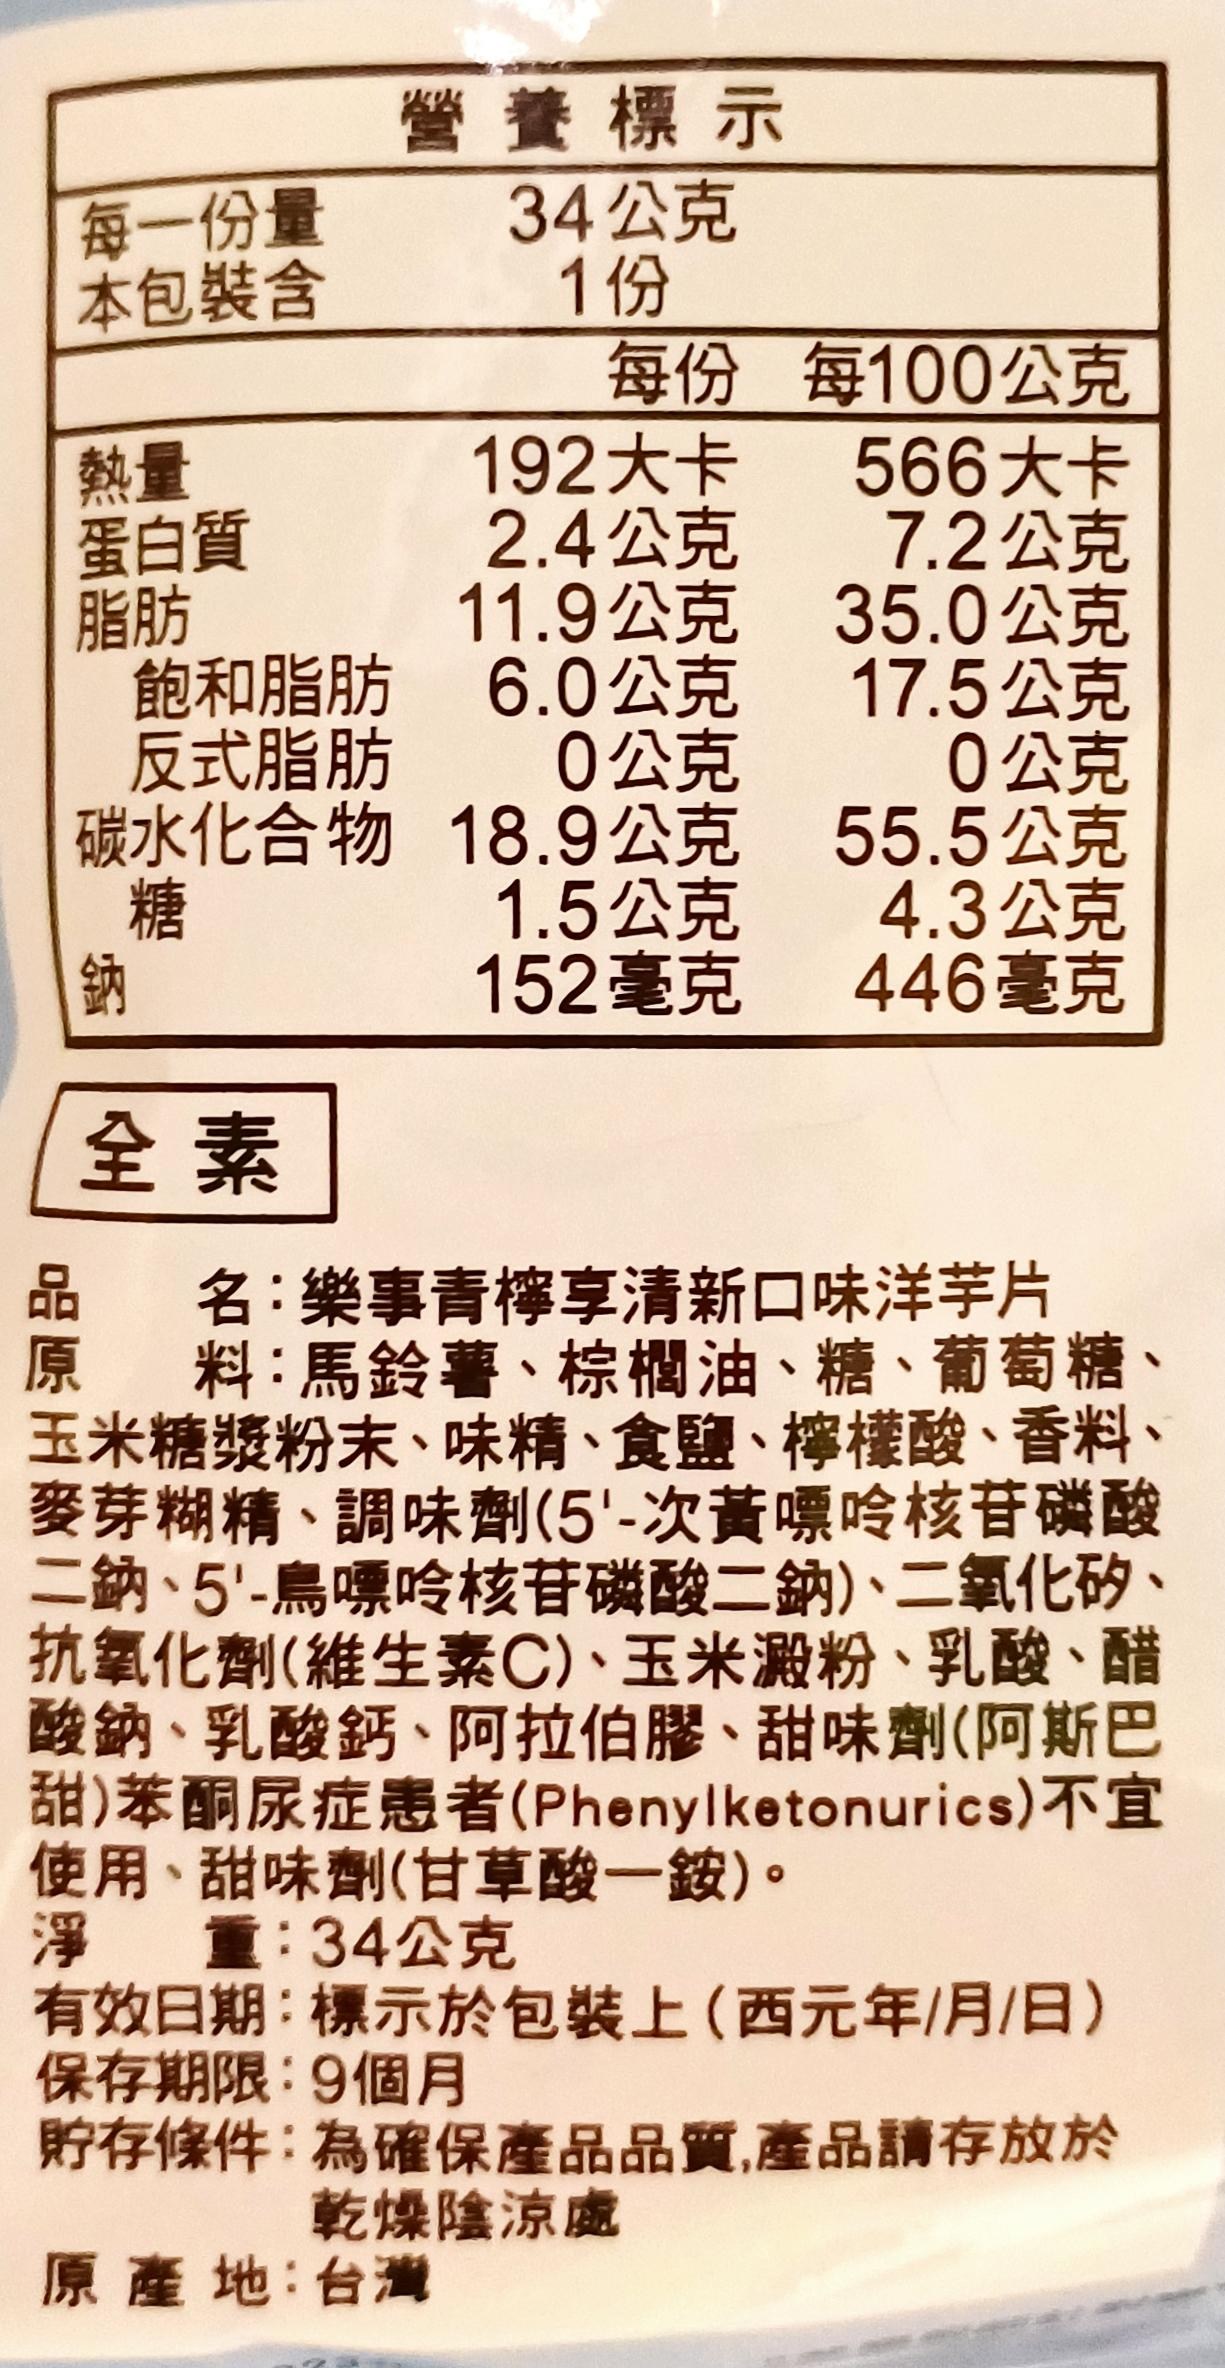 營養標示
每一份量 34公克
本包裝含 1份
每份 每100公克
熱量 192大卡 566大卡
蛋白質 2.4公克 7.2公克
脂肪 11.9公克 35.0公克
飽和脂肪 6.0公克 17.5公克
反式脂肪 0公克 0公克
碳水化合物 18.9公克 55.5公克
糖 1.5公克 4.3公克
鈉 152毫克 446毫克
全素
品名:樂事青檸享清新口味洋芋片
原料:馬鈴薯、棕櫚油、糖、葡萄糖、
玉米糖漿粉末、味精、食鹽、檸檬酸、香料、
麥芽糊精、調味劑(5'-次黃嘌呤核苷磷酸
二鈉、5'-鳥嘌呤核苷磷酸二鈉)、二氧化矽、
抗氧化劑(維生素C)、玉米澱粉、乳酸、醋
酸鈉、乳酸鈣、阿拉伯膠、甜味劑(阿斯巴
甜)苯酮尿症患者(Phenylketonurics)不宜
使用、甜味劑(甘草酸一銨)。
淨重:34公克
有效日期:標示於包裝上(西元年/月/日)
保存期限:9個月
貯存條件:為確保產品品質,產品請存放於
乾燥陰涼處
原產地:台灣